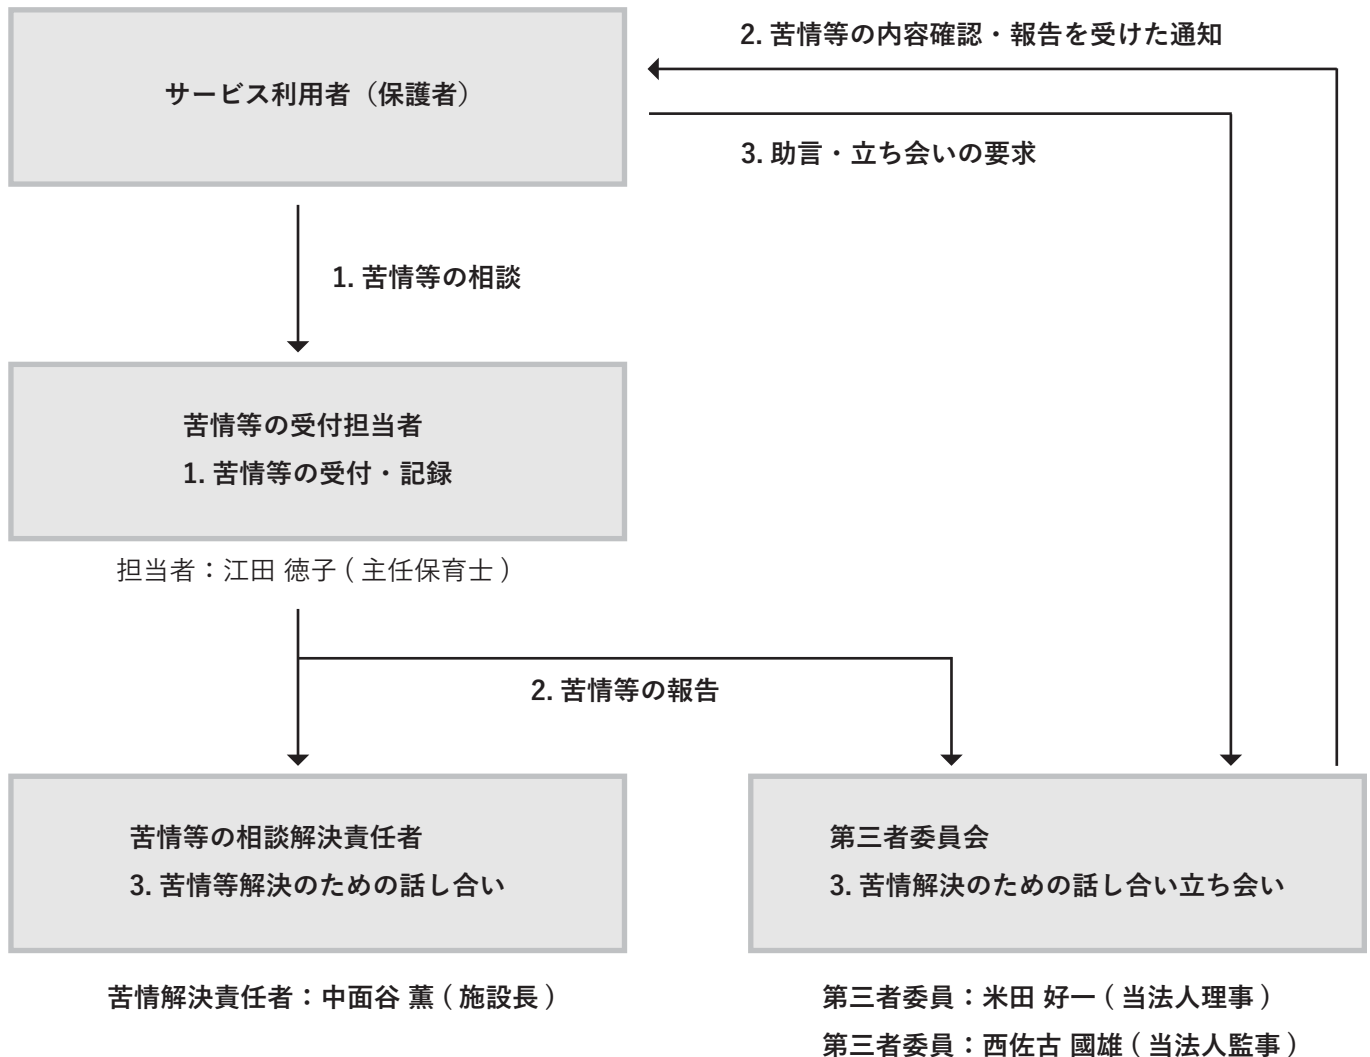 2. 苦情等の内容確認・報告を受けた通知
サービス利用者（保護者）
3. 助言・立ち会いの要求
1. 苦情等の相談
苦情等の受付担当者
1. 苦情等の受付・記録
担当者：江田 徳子 ( 主任保育士 )
2. 苦情等の報告
苦情等の相談解決責任者
3. 苦情等解決のための話し合い
第三者委員会
3. 苦情解決のための話し合い立ち会い
苦情解決責任者：中面谷 薫 ( 施設長 )
第三者委員：米田 好一 ( 当法人理事 )
第三者委員：西佐古 國雄 ( 当法人監事 )